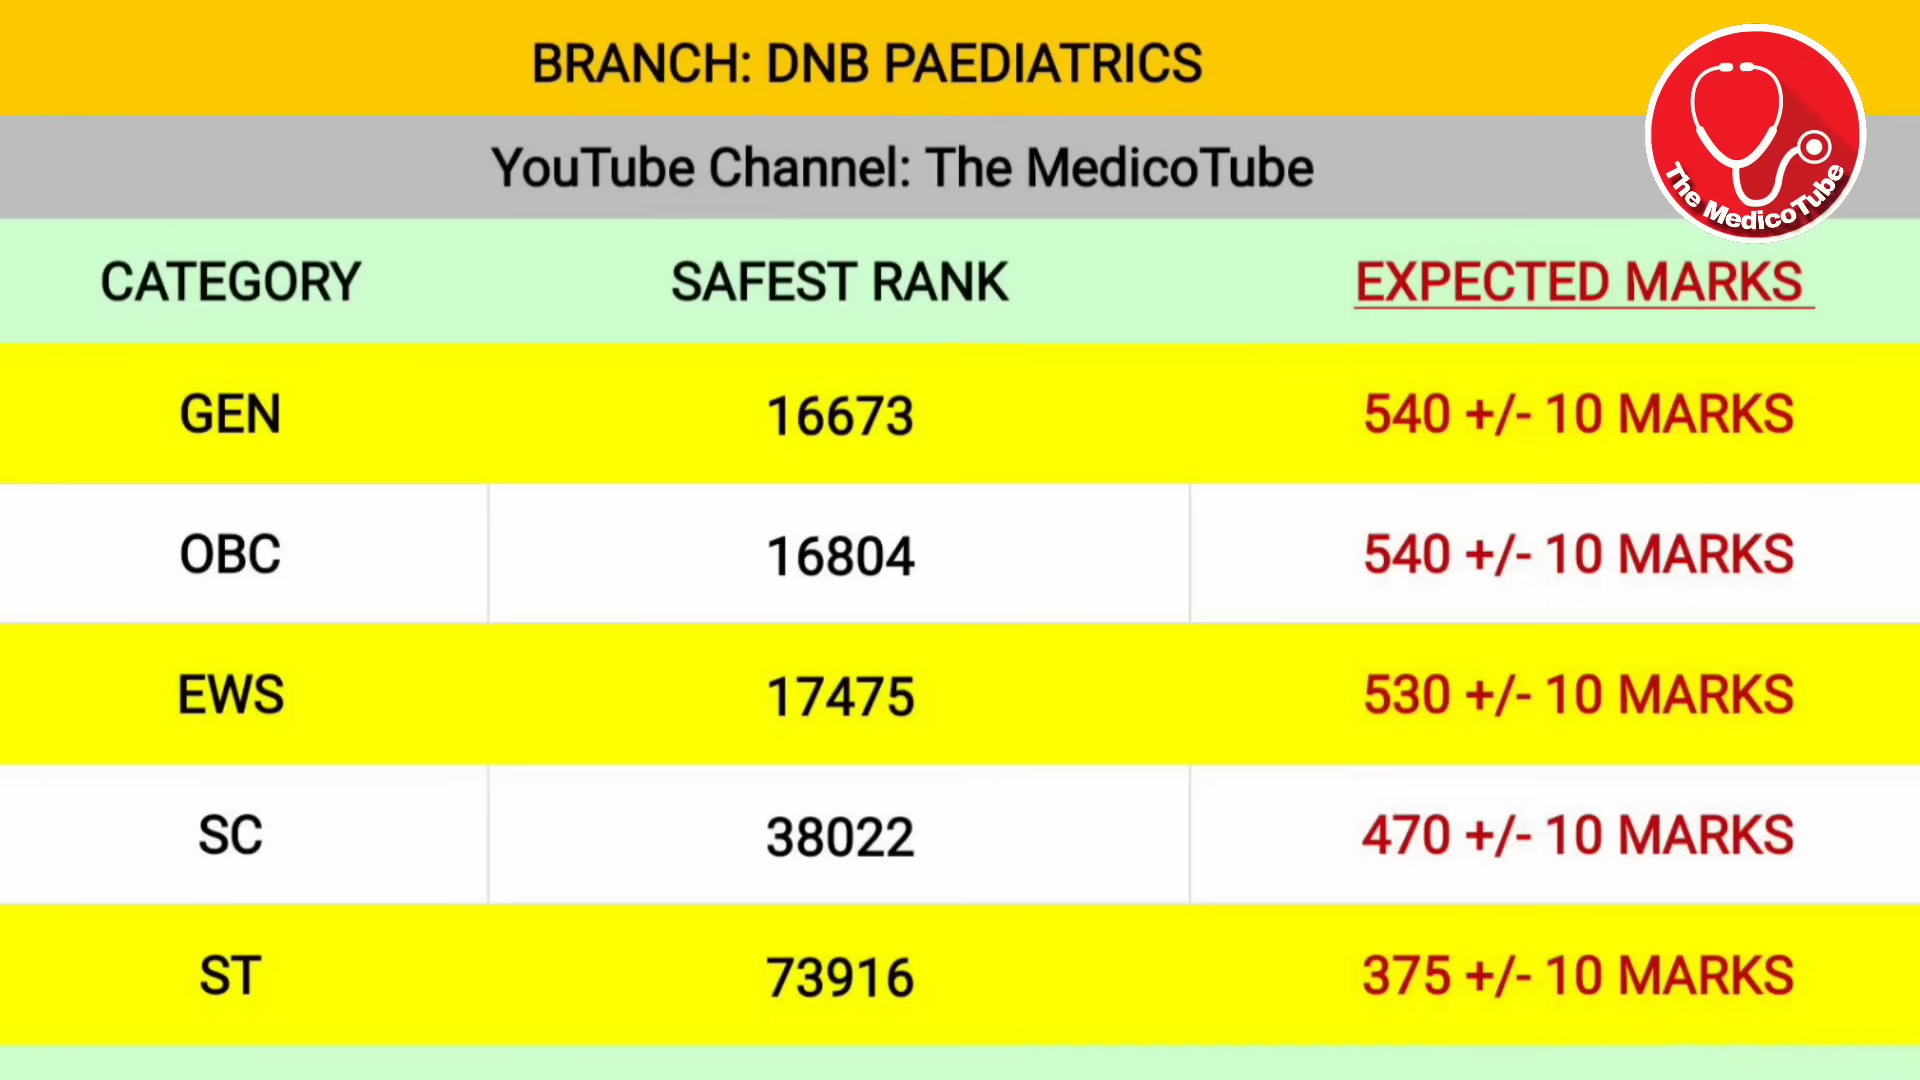 BRANCH: DNB PAEDIATRICS
YouTube Channel: The MedicoTube
The MedicoTube
CATEGORY SAFEST RANK EXPECTED MARKS
GEN 16673 540 +/- 10 MARKS
OBC 16804 540 +/- 10 MARKS
EWS 17475 530 +/- 10 MARKS
SC 38022 470 +/- 10 MARKS
ST 73916 375 +/- 10 MARKS